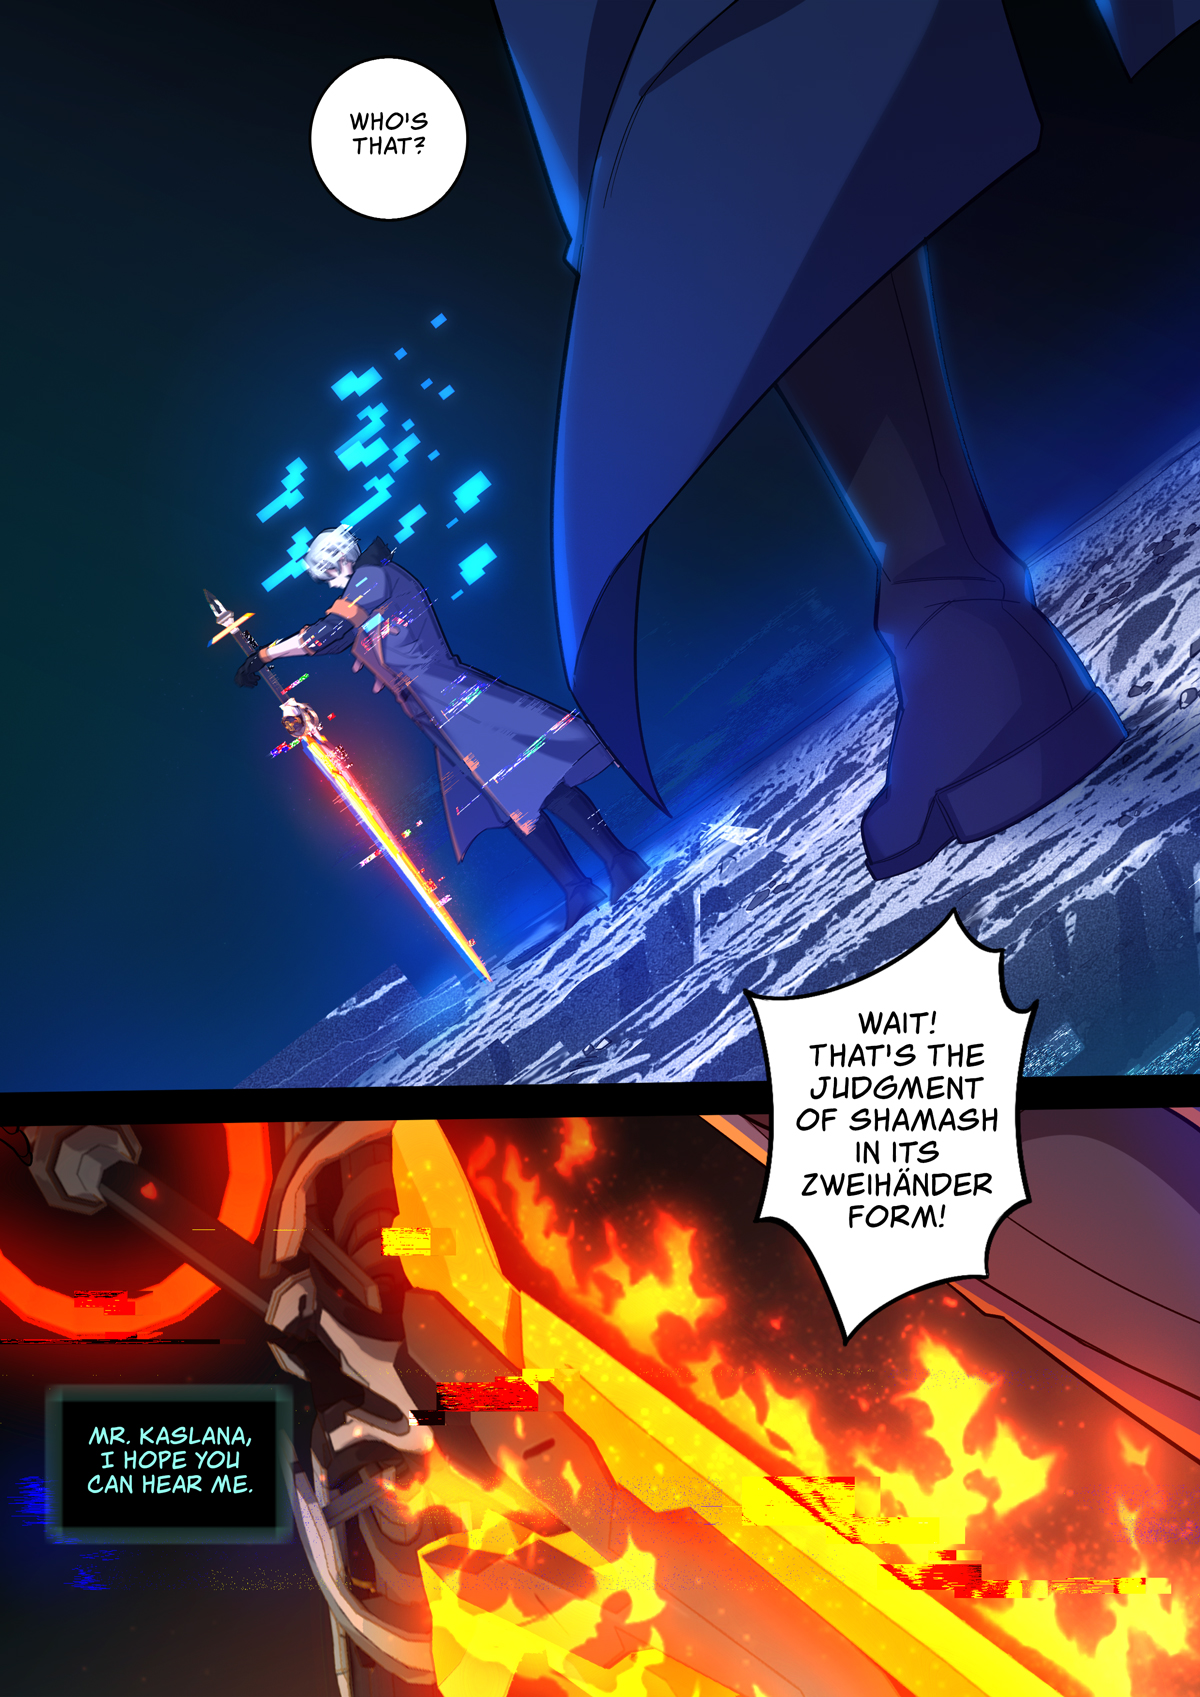 WHO'S
THAT?
WAIT!
THAT'S THE
JUDGMENT
OF SHAMASH
IN ITS
ZWEIHÄNDER
FORM!
MR. KASLANA,
I HOPE YOU
CAN HEAR ME.